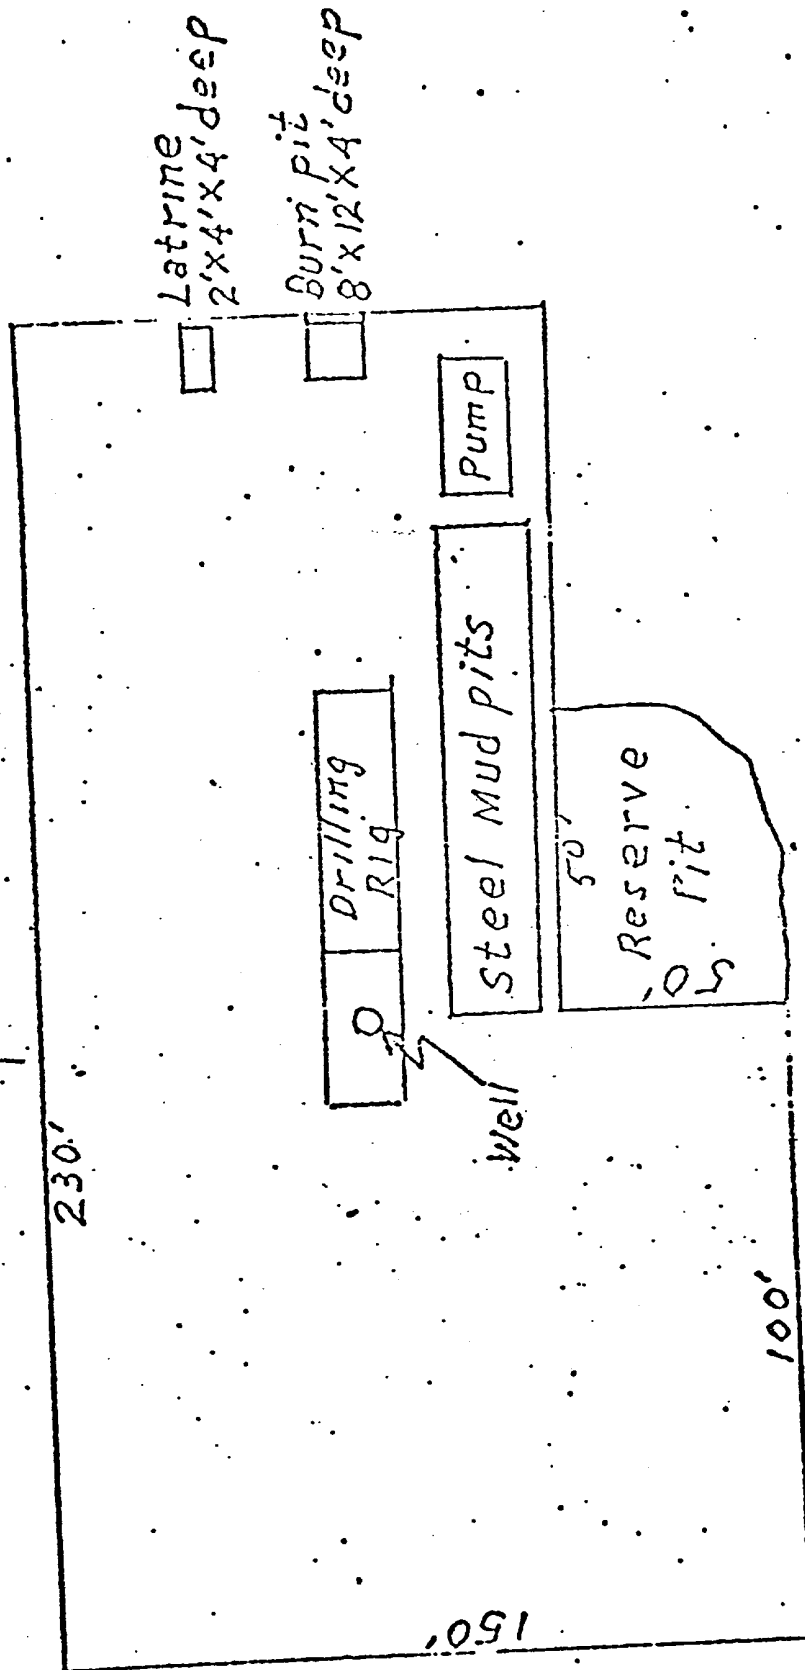 Latrine
2'x4'x4' deep
Burn pit
8'x12'x4' deep
230'
Pump
Drilling
Rig
Steel Mud pits
Well
50'
Reserve
Pit
50'
100'
150'